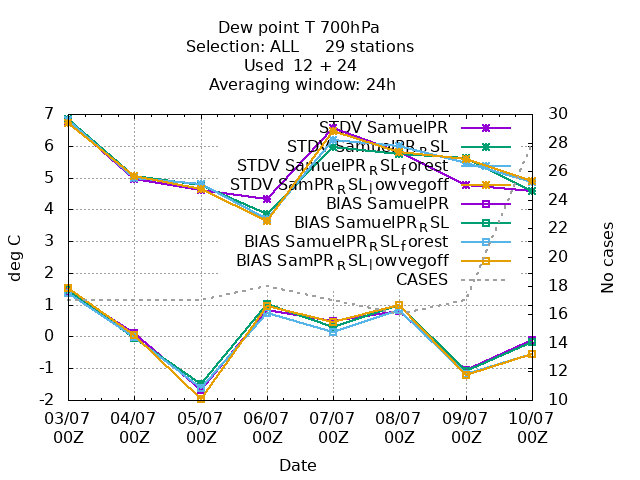 Dew point T 700hPa
Selection: ALL 29 stations
Used 12 + 24
Averaging window: 24h
7 30
STDV SamuelPR
6 28
STDV SamuelPR_RSL
STDV SamuelPR_RSL_forest
5 26
STDV SamPR_RSL_lowvegoff
4 24
BIAS SamuelPR
BIAS SamuelPR_RSL
3 22
BIAS SamuelPR_RSL_forest
BIAS SamPR_RSL_lowvegoff
2 20
CASES
1 18
0 16
-1 14
12
-2 10
deg C
No cases
03/07 04/07 05/07 06/07 07/07 08/07 09/07 10/07
00Z 00Z 00Z 00Z 00Z 00Z 00Z 00Z
Date